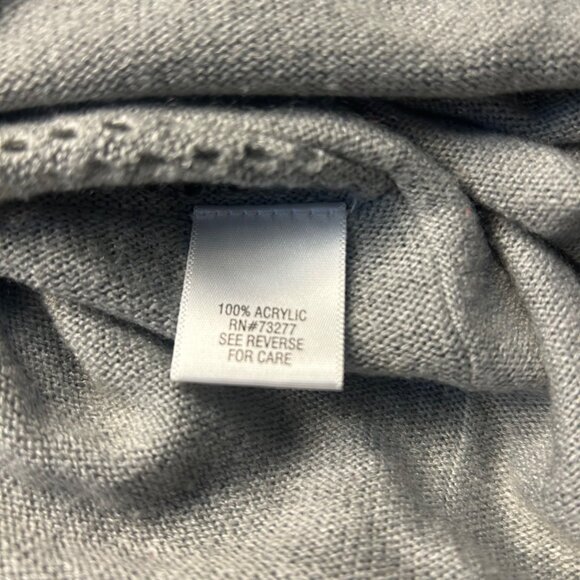 100% ACRYLIC
RN#73277
SEE REVERSE
FOR CARE